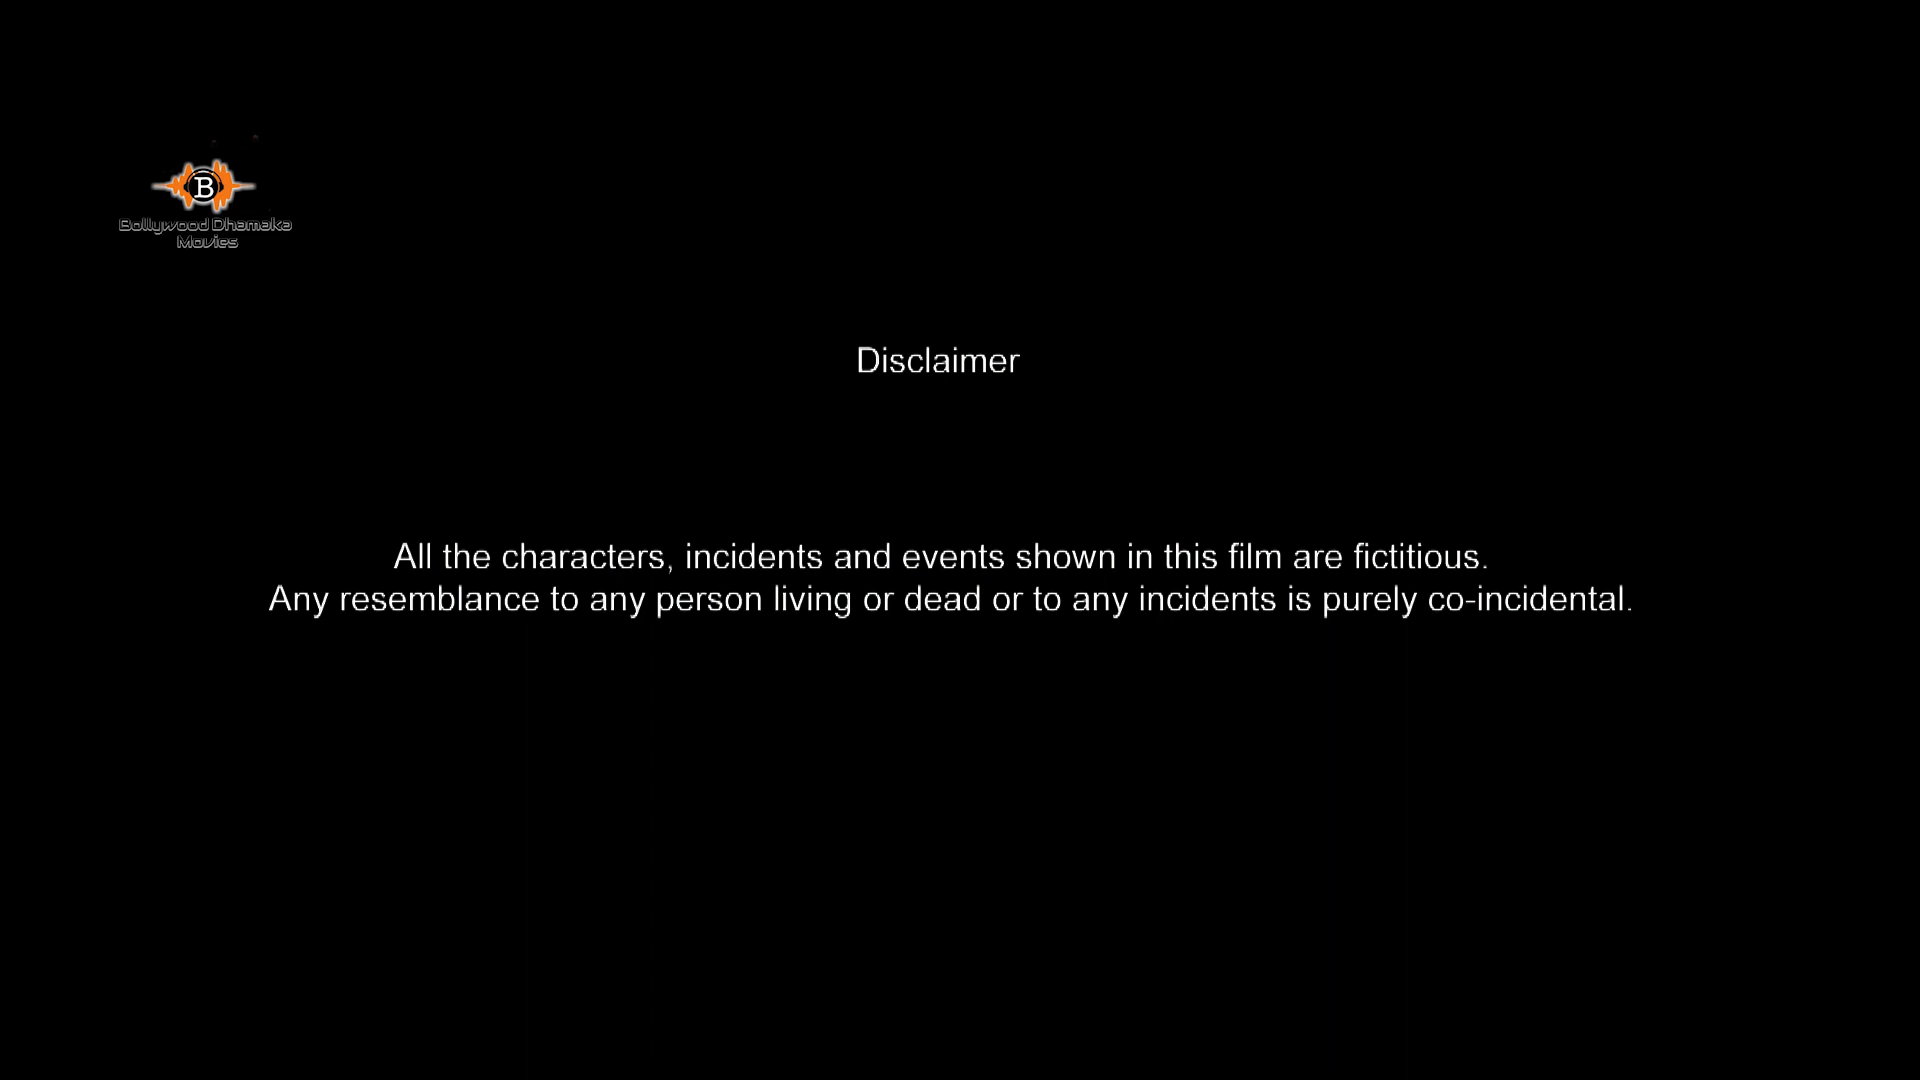 B
Bollywood Dhamaka
Movies
Disclaimer
All the characters, incidents and events shown in this film are fictitious.
Any resemblance to any person living or dead or to any incidents is purely co-incidental.